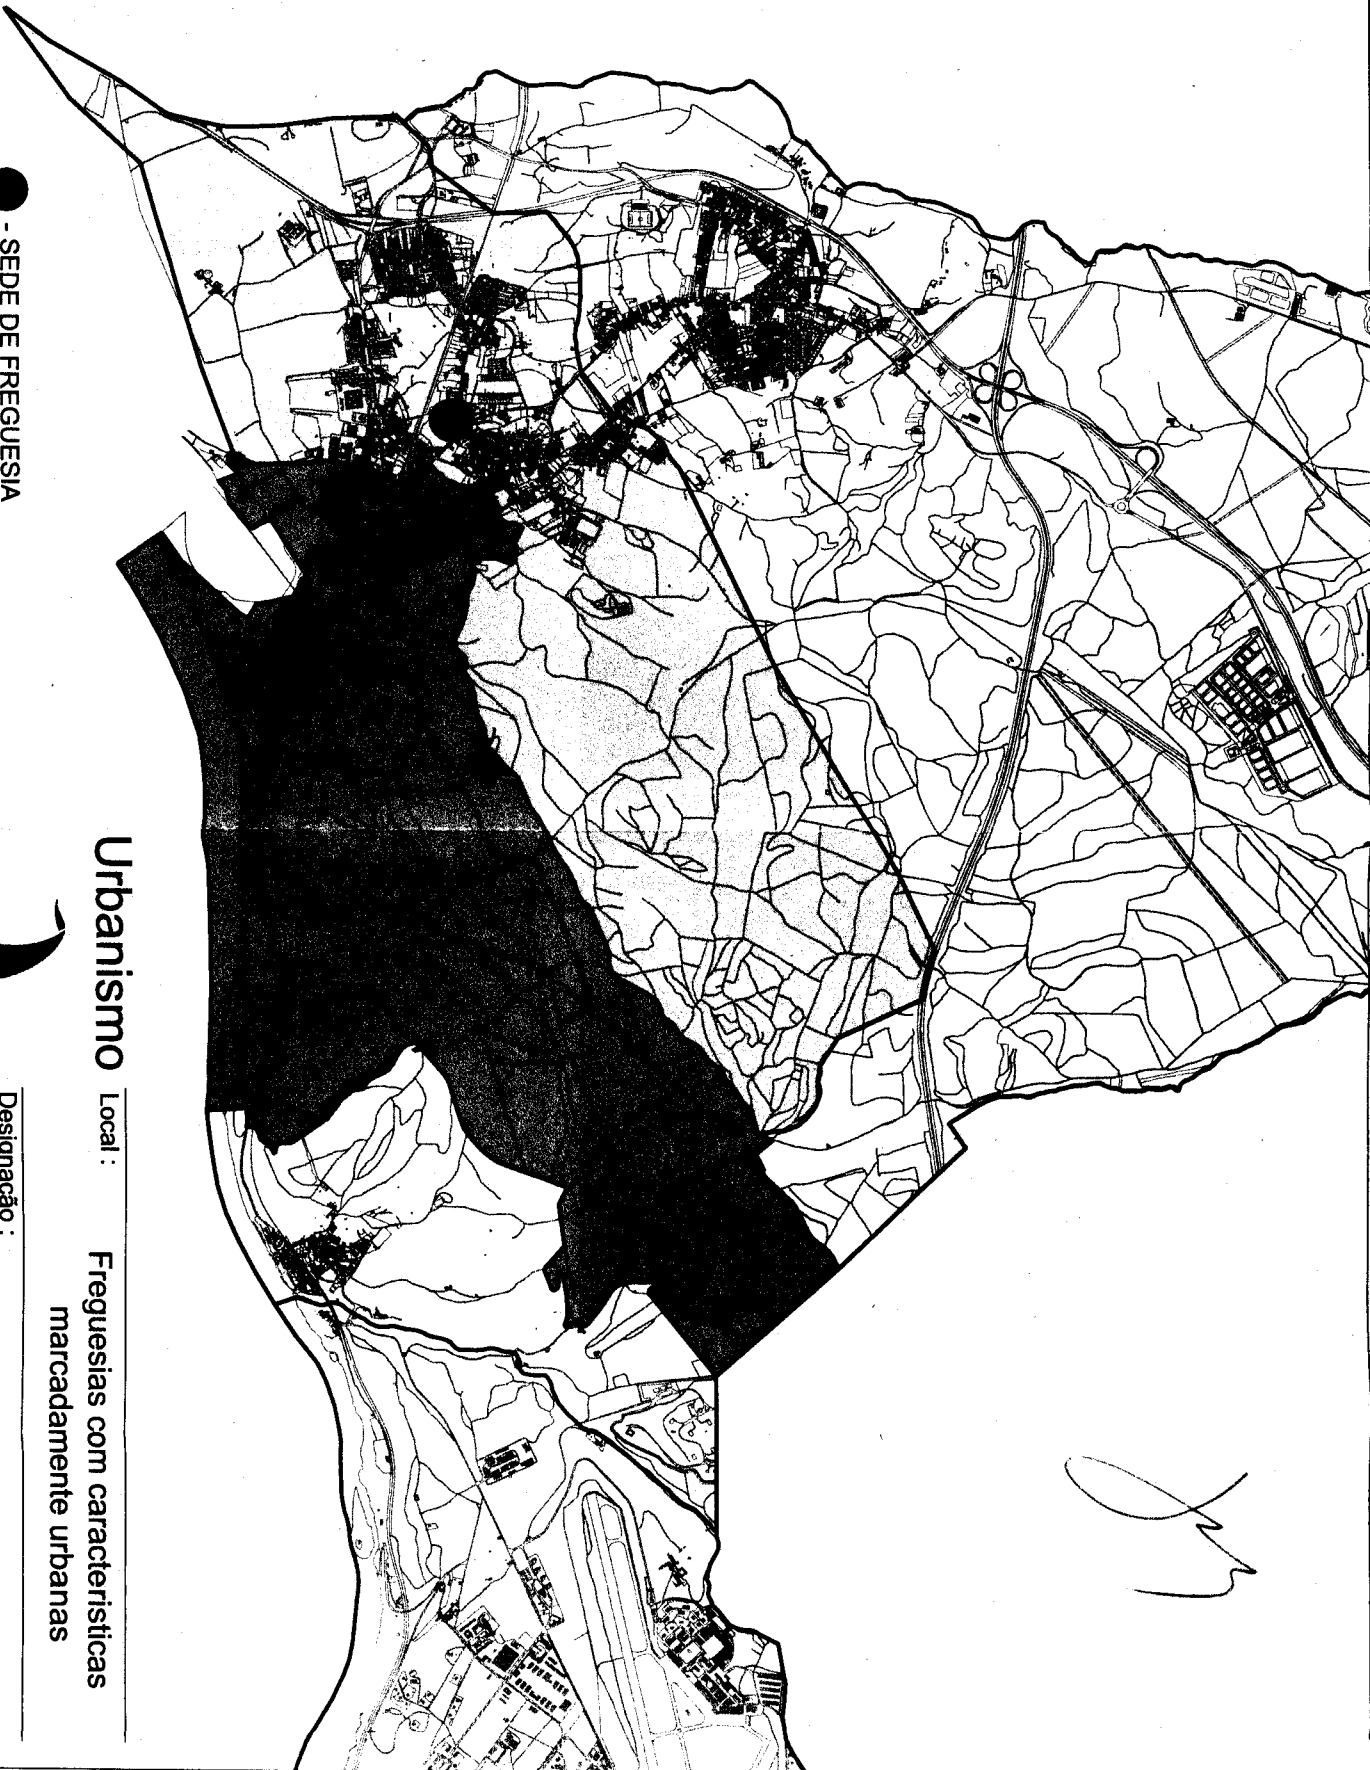 - SEDE DE FREGUESIA
Urbanismo
Local :
Freguesias com caracteristicas
marcadamente urbanas
Designação :